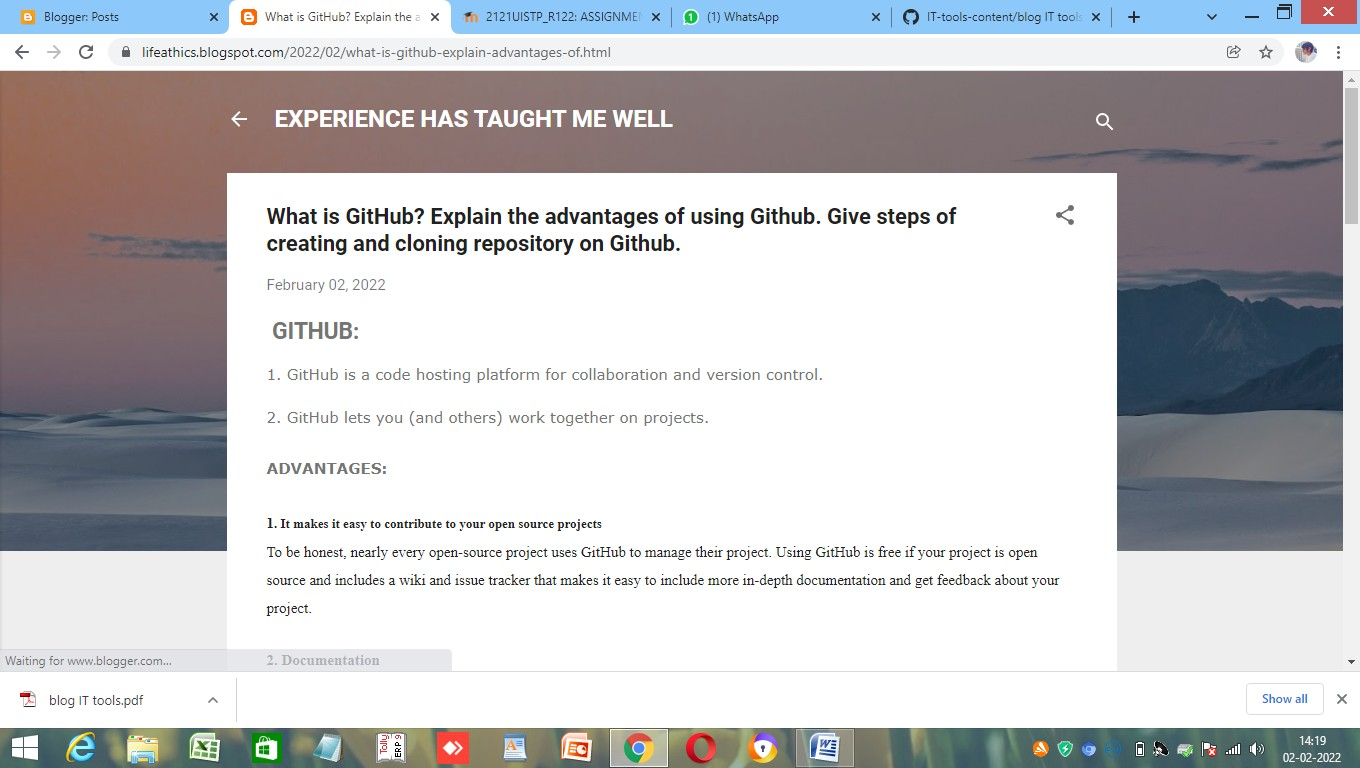 Blogger: Posts
What is GitHub? Explain the a
2121UISTP_R122: ASSIGNME
(1) WhatsApp
IT-tools-content/blog IT tools
lifeathics.blogspot.com/2022/02/what-is-github-explain-advantages-of.html
EXPERIENCE HAS TAUGHT ME WELL
What is GitHub? Explain the advantages of using Github. Give steps of
creating and cloning repository on Github.
February 02, 2022
GITHUB:
1. GitHub is a code hosting platform for collaboration and version control.
2. GitHub lets you (and others) work together on projects.
ADVANTAGES:
1. It makes it easy to contribute to your open source projects
To be honest, nearly every open-source project uses GitHub to manage their project. Using GitHub is free if your project is open
source and includes a wiki and issue tracker that makes it easy to include more in-depth documentation and get feedback about your
project.
2. Documentation
Waiting for www.blogger.com...
blog IT tools.pdf
Show all
Tally
ERP 9
14:19
02-02-2022